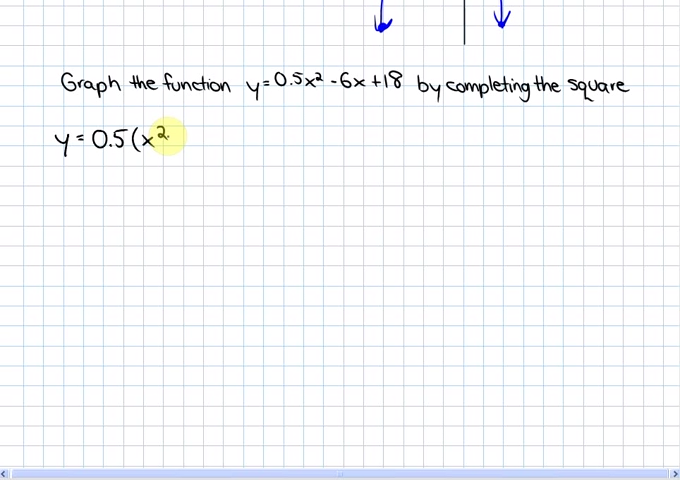 Graph the function y=0.5x²-6x+18 by completing the square
y=0.5(x²